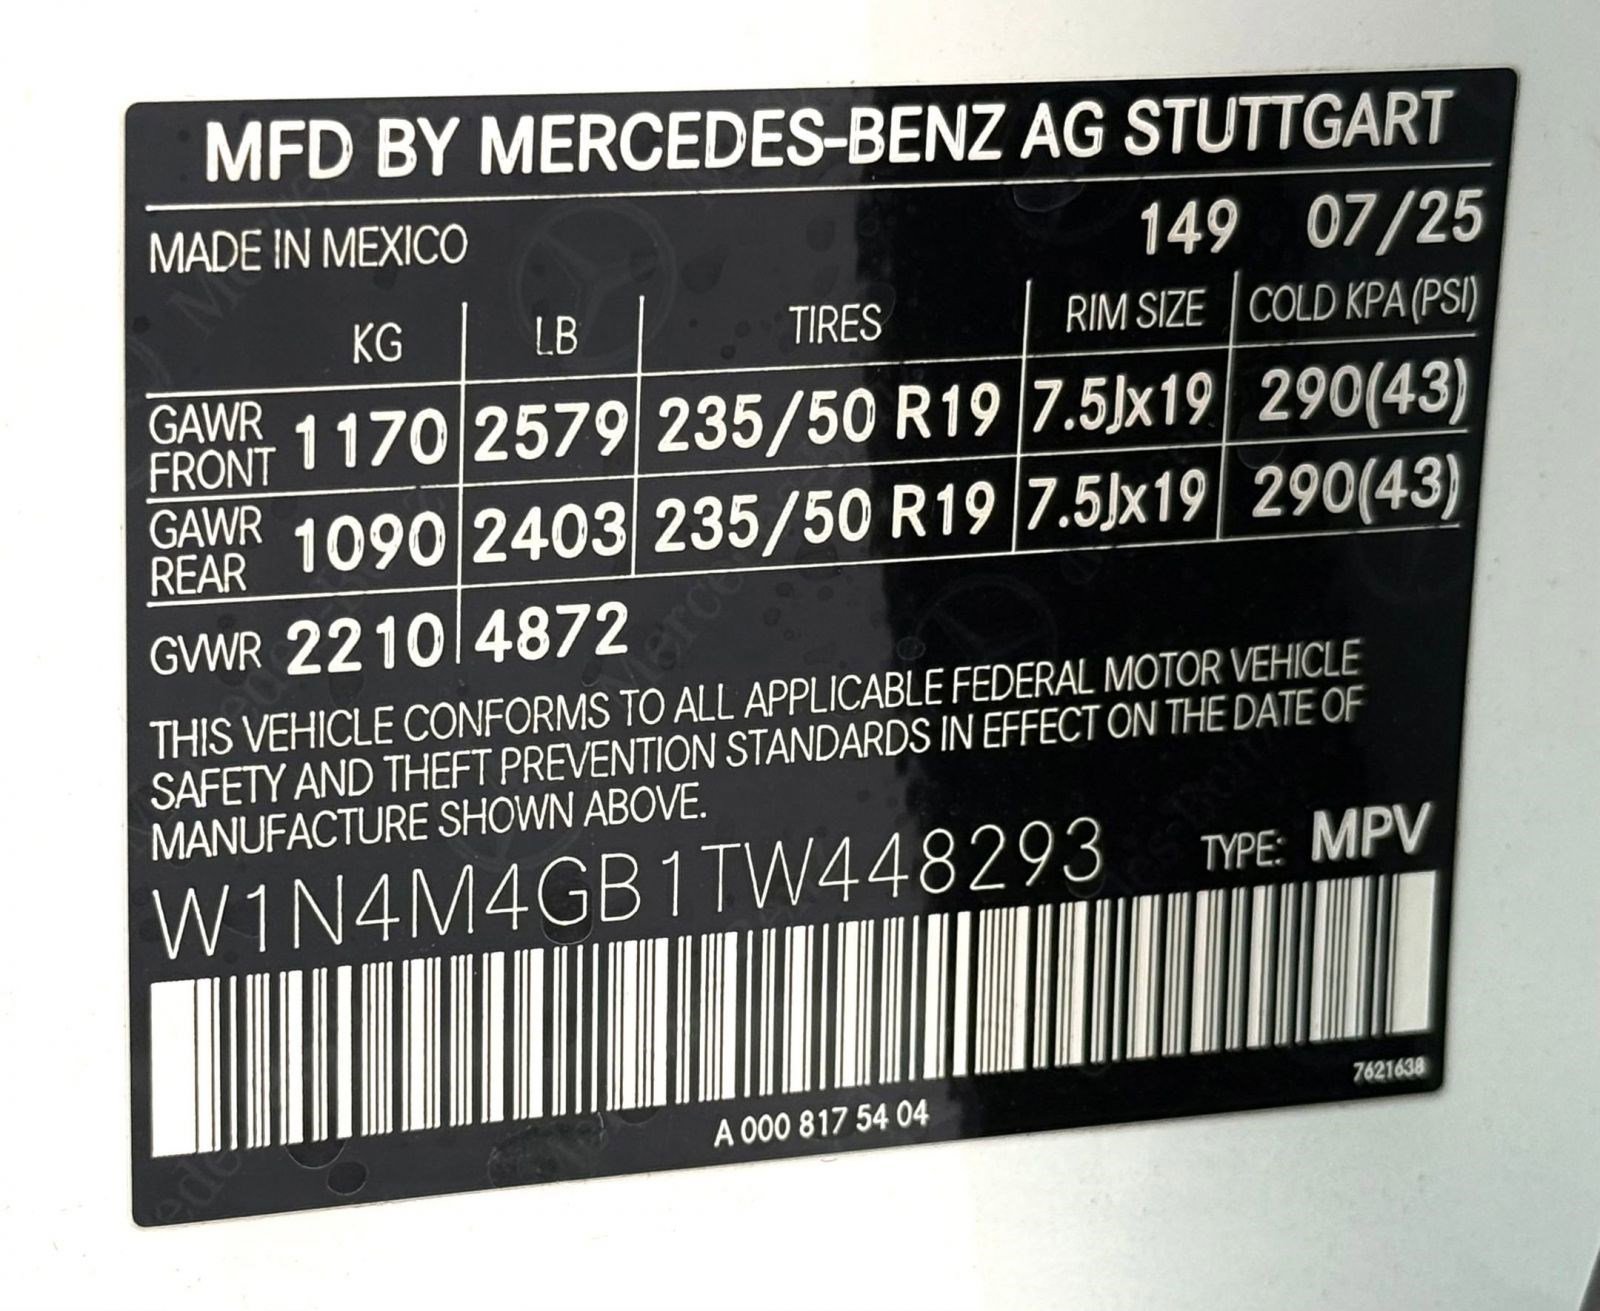 MFD BY MERCEDES-BENZ AG STUTTGART
MADE IN MEXICO 149 07/25
KG LB TIRES RIM SIZE COLD KPA (PSI)
GAWR FRONT 1170 2579 235/50 R19 7.5Jx19 290(43)
GAWR REAR 1090 2403 235/50 R19 7.5Jx19 290(43)
GVWR 2210 4872
THIS VEHICLE CONFORMS TO ALL APPLICABLE FEDERAL MOTOR VEHICLE
SAFETY AND THEFT PREVENTION STANDARDS IN EFFECT ON THE DATE OF
MANUFACTURE SHOWN ABOVE.
W1N4M4GB1TW448293 TYPE: MPV
7621638
A 000 817 54 04